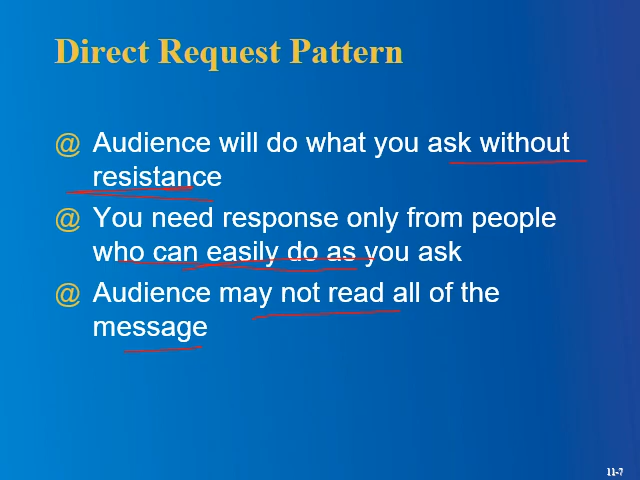 Direct Request Pattern
@ Audience will do what you ask without
resistance
@ You need response only from people
who can easily do as you ask
@ Audience may not read all of the
message
11-7